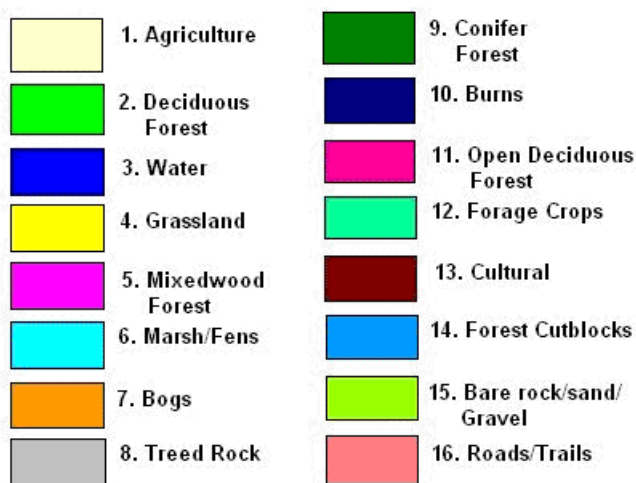 1. Agriculture
2. Deciduous
Forest
3. Water
4. Grassland
5. Mixedwood
Forest
6. Marsh/Fens
7. Bogs
8. Treed Rock
9. Conifer
Forest
10. Burns
11. Open Deciduous
Forest
12. Forage Crops
13. Cultural
14. Forest Cutblocks
15. Bare rock/sand/
Gravel
16. Roads/Trails